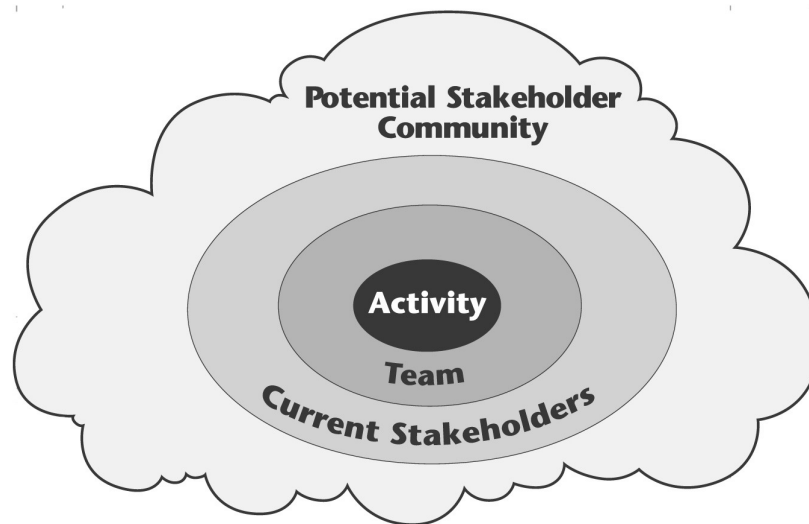 Potential Stakeholder
Community
Activity
Team
Current Stakeholders